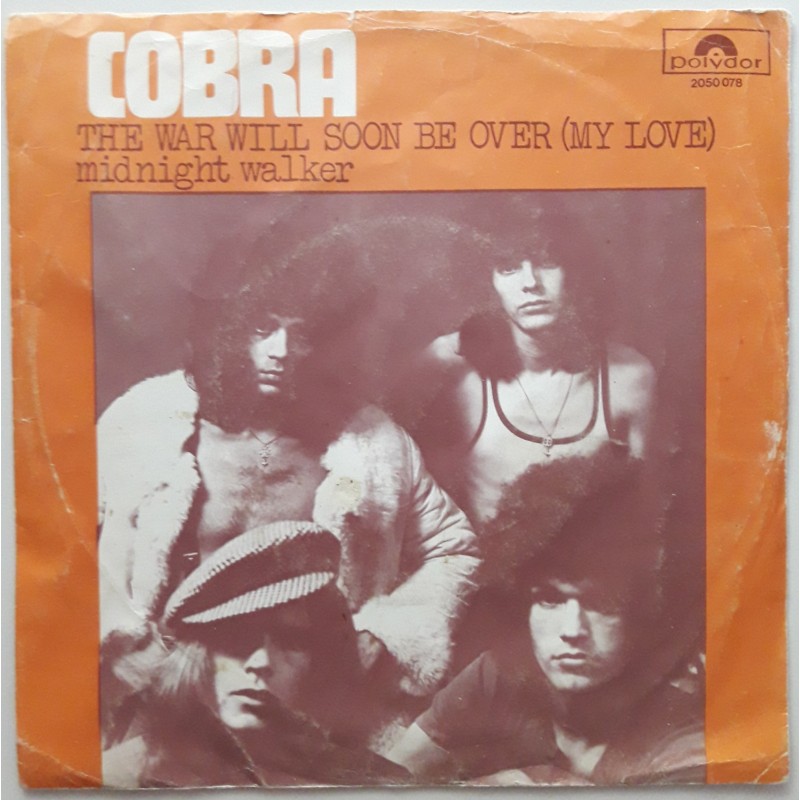 COBRA
polydor
2050 078
THE WAR WILL SOON BE OVER (MY LOVE)
midnight walker